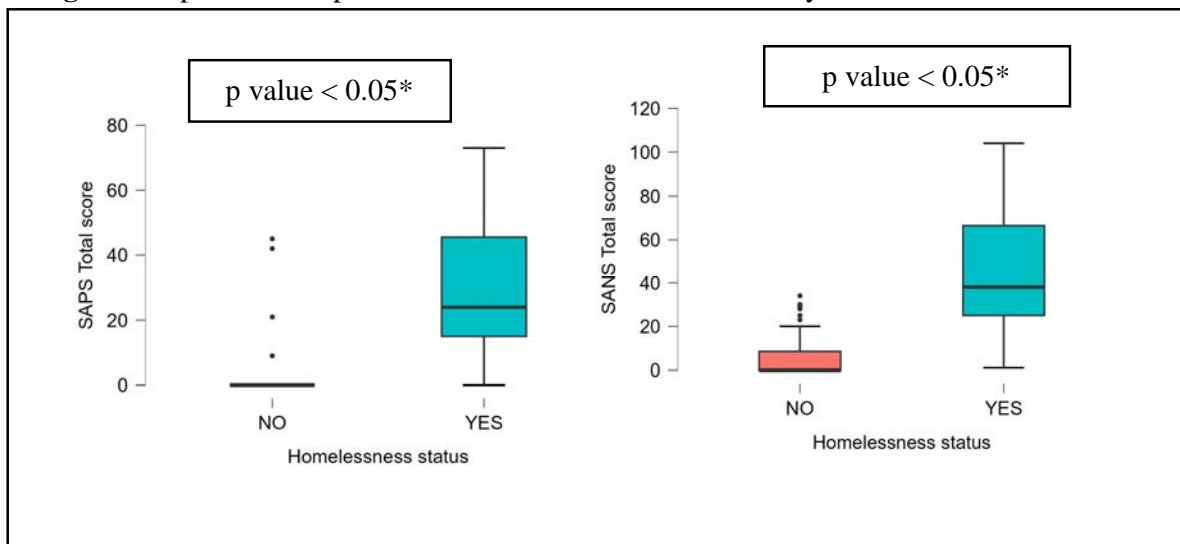 p value < 0.05*
80
60
40
20
0
SAPS Total score
NO
YES
Homelessness status
p value < 0.05*
120
100
80
60
40
20
0
SANS Total score
NO
YES
Homelessness status